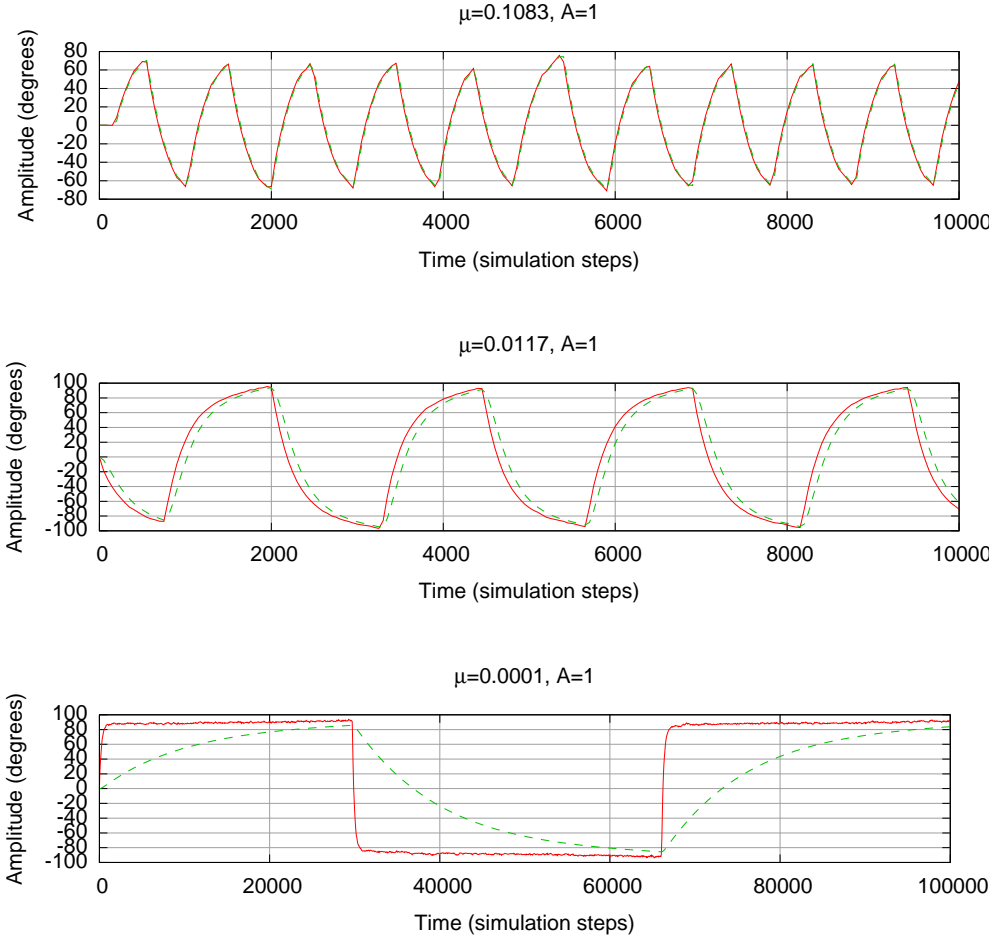 μ=0.1083, A=1
Amplitude (degrees)
80
60
40
20
0
-20
-40
-60
-80
0 2000 4000 6000 8000 10000
Time (simulation steps)
μ=0.0117, A=1
Amplitude (degrees)
100
80
60
40
20
0
-20
-40
-60
-80
-100
0 2000 4000 6000 8000 10000
Time (simulation steps)
μ=0.0001, A=1
Amplitude (degrees)
100
80
60
40
20
0
-20
-40
-60
-80
-100
0 20000 40000 60000 80000 100000
Time (simulation steps)